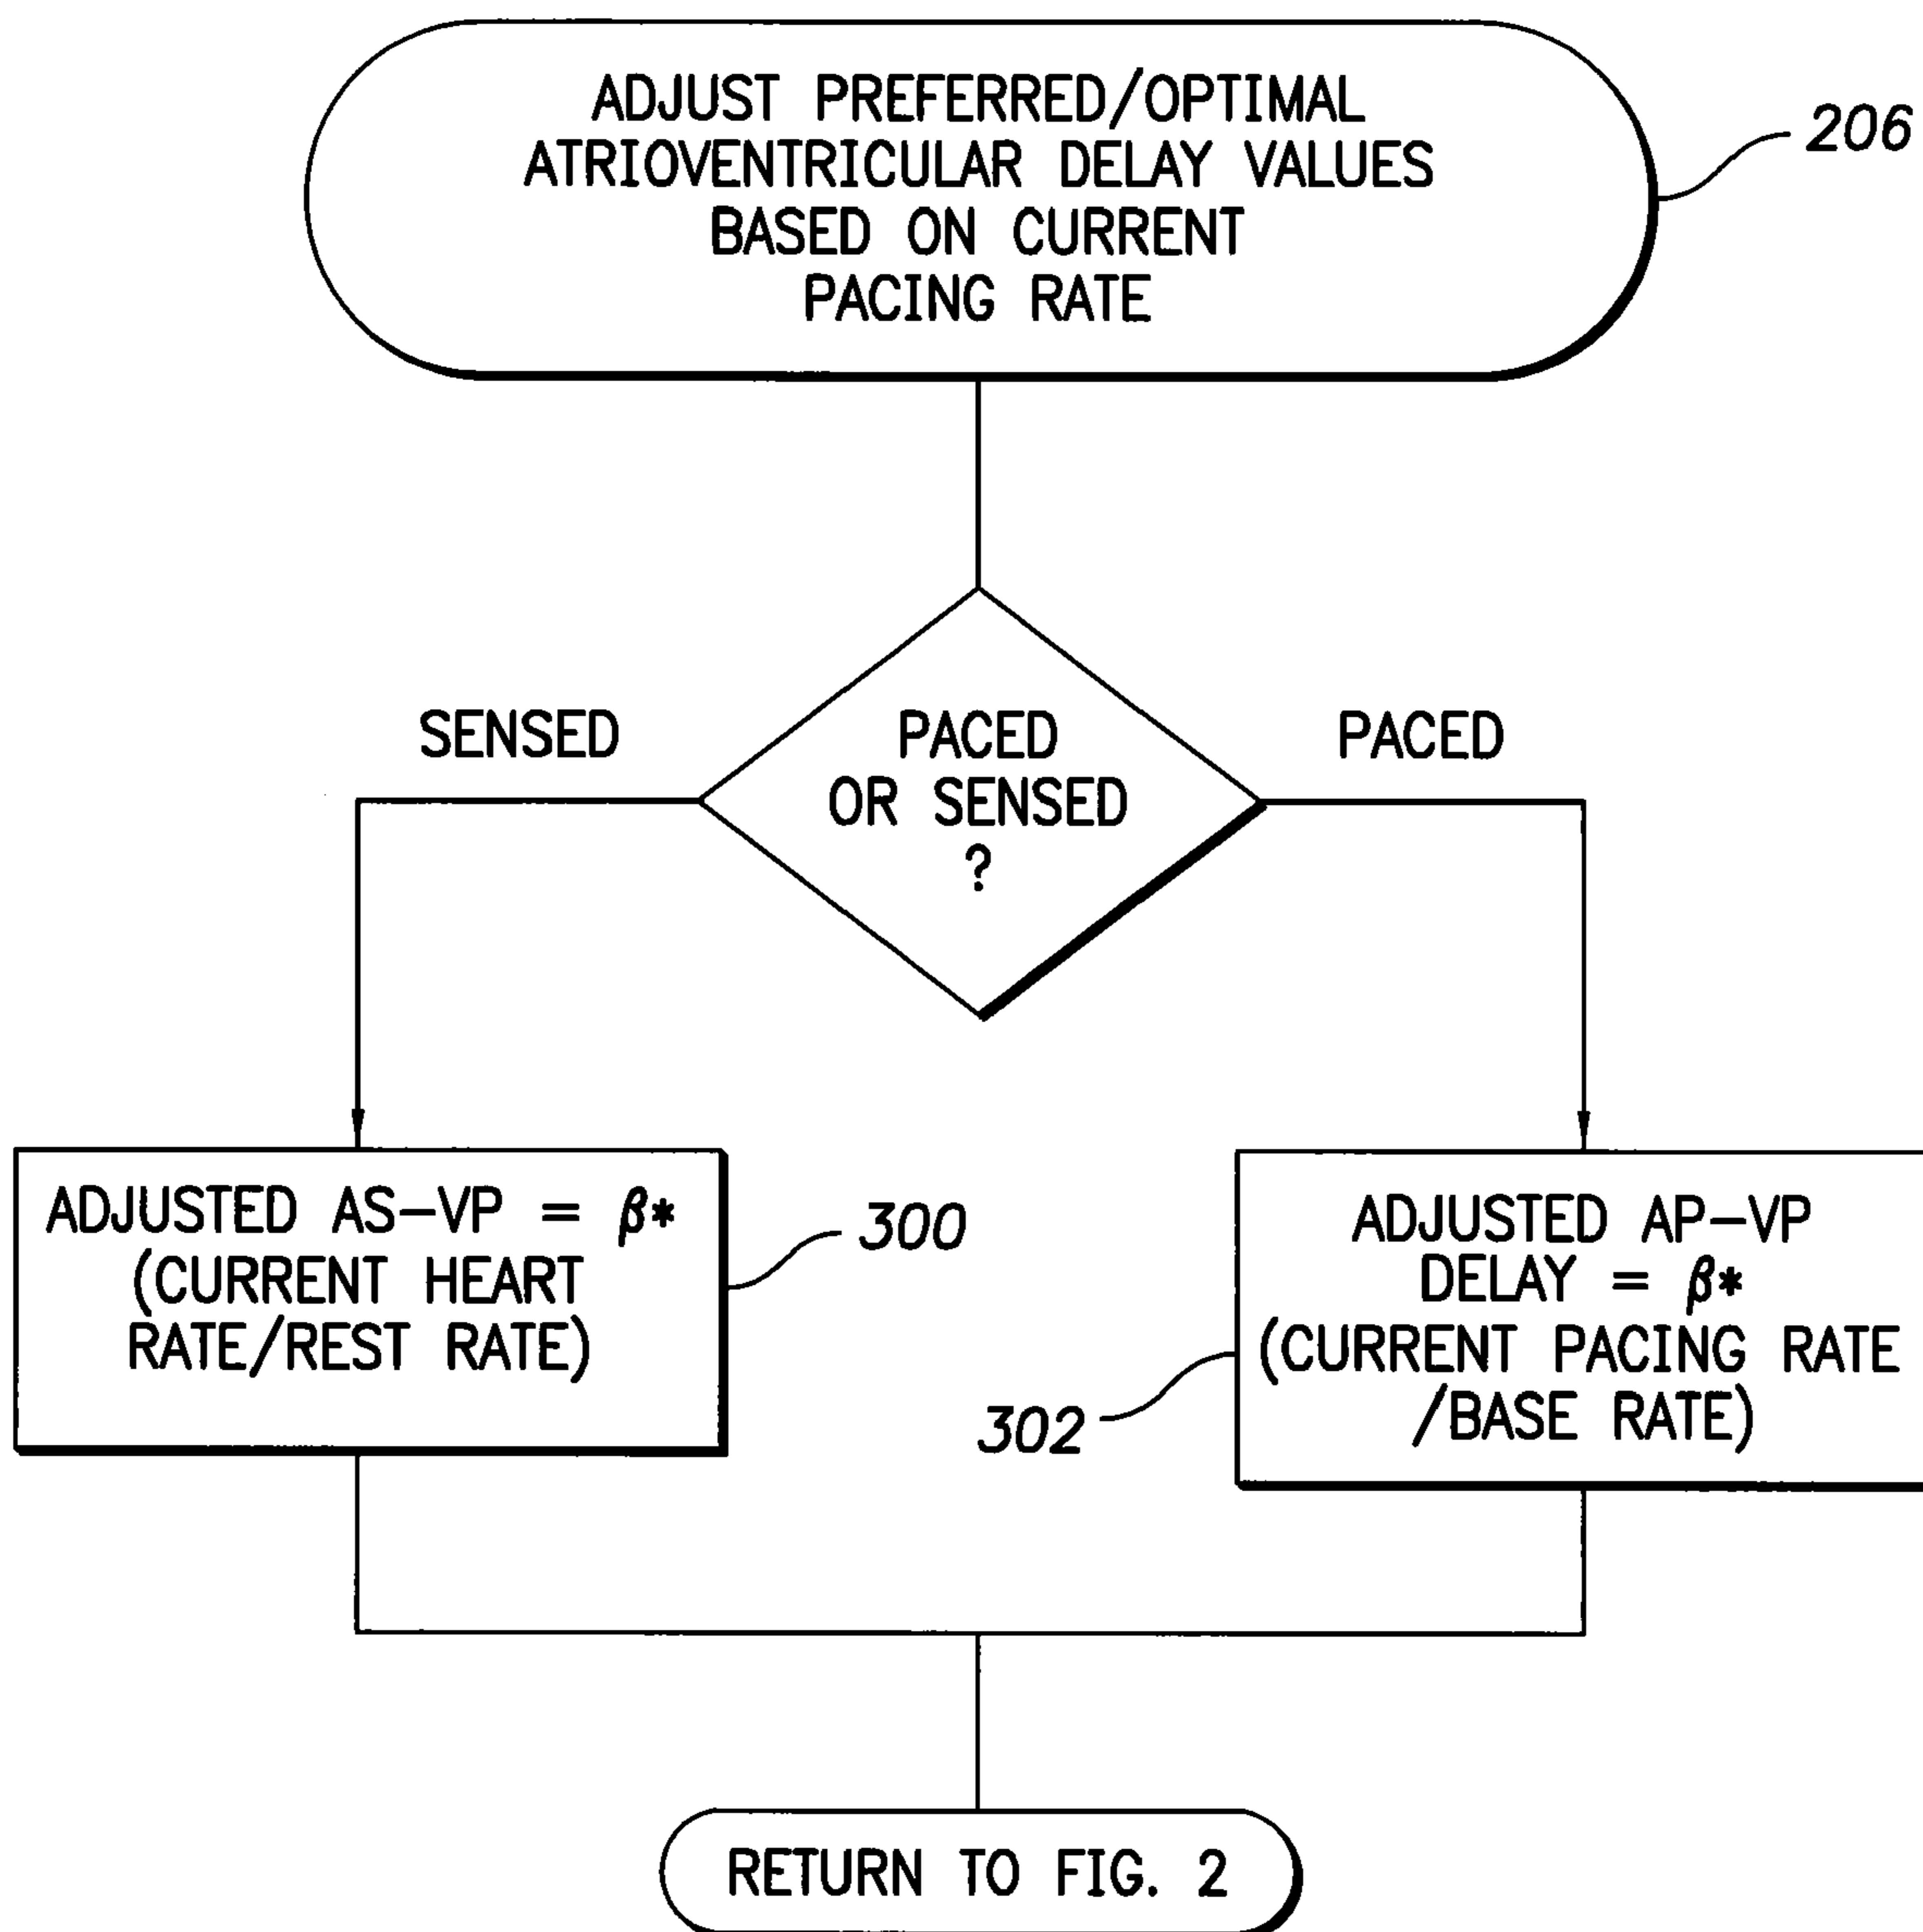 ADJUST PREFERRED/OPTIMAL
ATRIOVENTRICULAR DELAY VALUES
BASED ON CURRENT
PACING RATE
206
SENSED
PACED
OR SENSED
?
PACED
ADJUSTED AS-VP = β*
(CURRENT HEART
RATE/REST RATE)
300
ADJUSTED AP-VP
DELAY = β*
(CURRENT PACING RATE
/BASE RATE)
302
RETURN TO FIG. 2